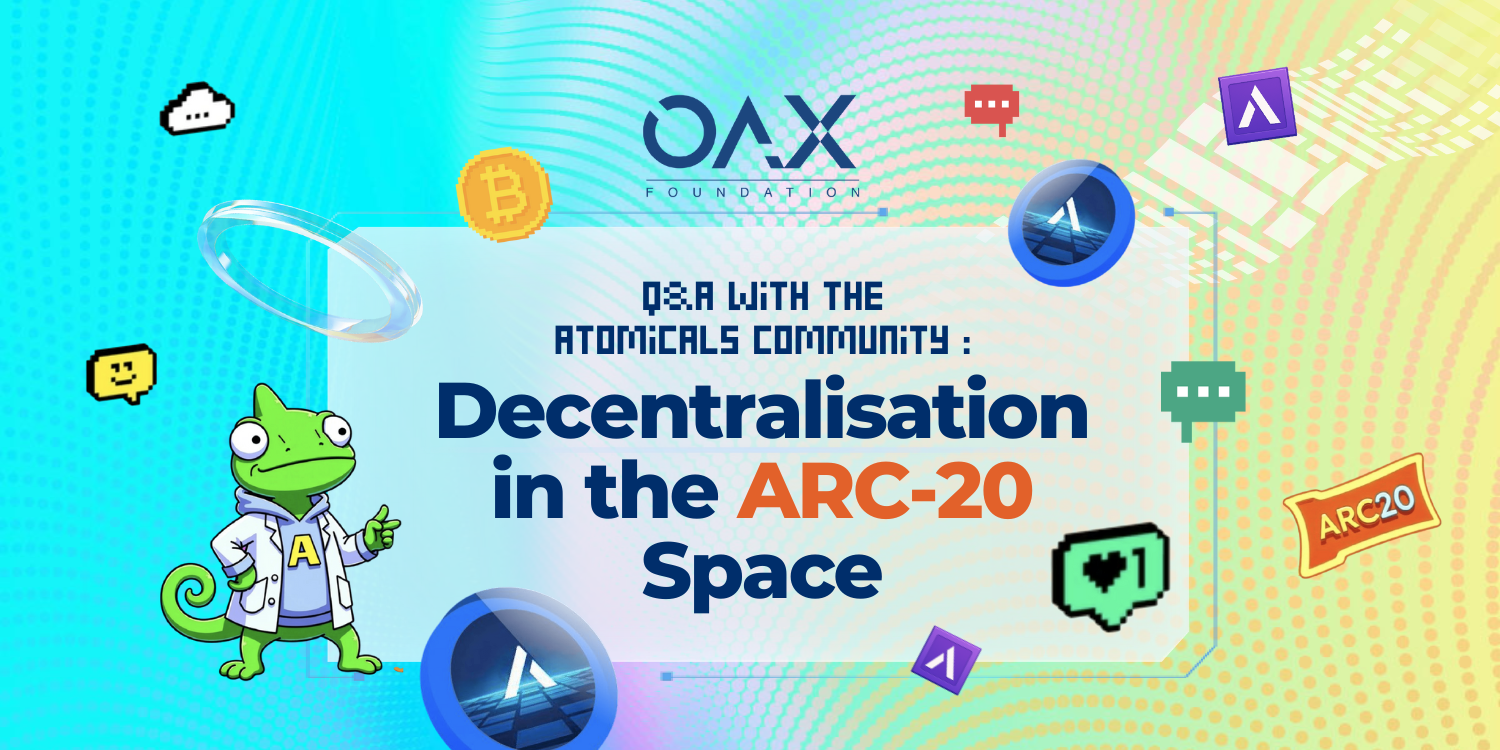 OAX
FOUNDATION
Q&A WiTH THE
ATOMiCALS COMMUNiTY :
Decentralisation
in the ARC-20
Space
ARC20
1
A